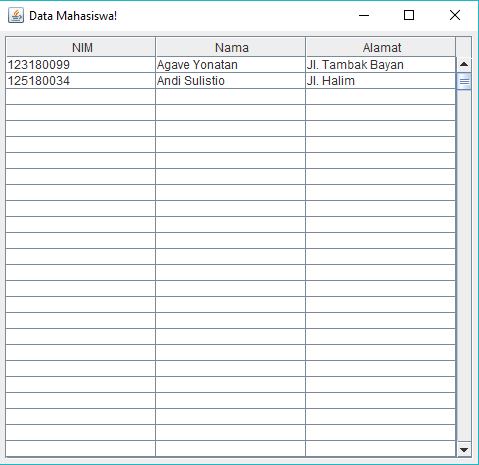 Data Mahasiswa!
NIM Nama Alamat
123180099 Agave Yonatan Jl. Tambak Bayan
125180034 Andi Sulistio Jl. Halim